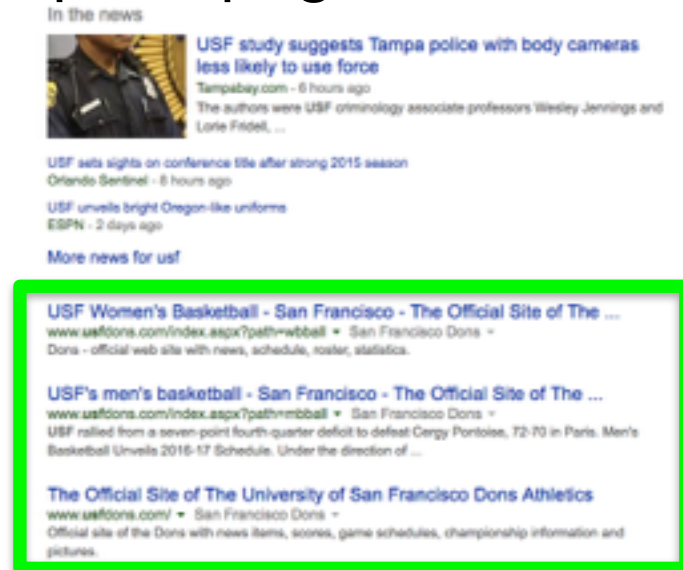 In the news
USF study suggests Tampa police with body cameras
less likely to use force
Tampabay.com - 6 hours ago
The authors were USF criminology associate professors Wesley Jennings and
Lorie Fridell, ...
USF sets sights on conference title after strong 2015 season
Orlando Sentinel - 8 hours ago
USF unveils bright Oregon-like uniforms
ESPN - 2 days ago
More news for usf
USF Women's Basketball - San Francisco - The Official Site of The ...
www.usfdons.com/index.aspx?path=wbball ▾ San Francisco Dons ▾
Dons - official web site with news, schedule, roster, statistics.
USF's men's basketball - San Francisco - The Official Site of The ...
www.usfdons.com/index.aspx?path=mbball ▾ San Francisco Dons ▾
USF rallied from a seven-point fourth quarter deficit to defeat Cergy Pontoise, 72-70 in Paris. Men's
Basketball Unveils 2016-17 Schedule. Under the direction of ...
The Official Site of The University of San Francisco Dons Athletics
www.usfdons.com/ ▾ San Francisco Dons ▾
Official site of the Dons with news items, scores, game schedules, championship information and
pictures.